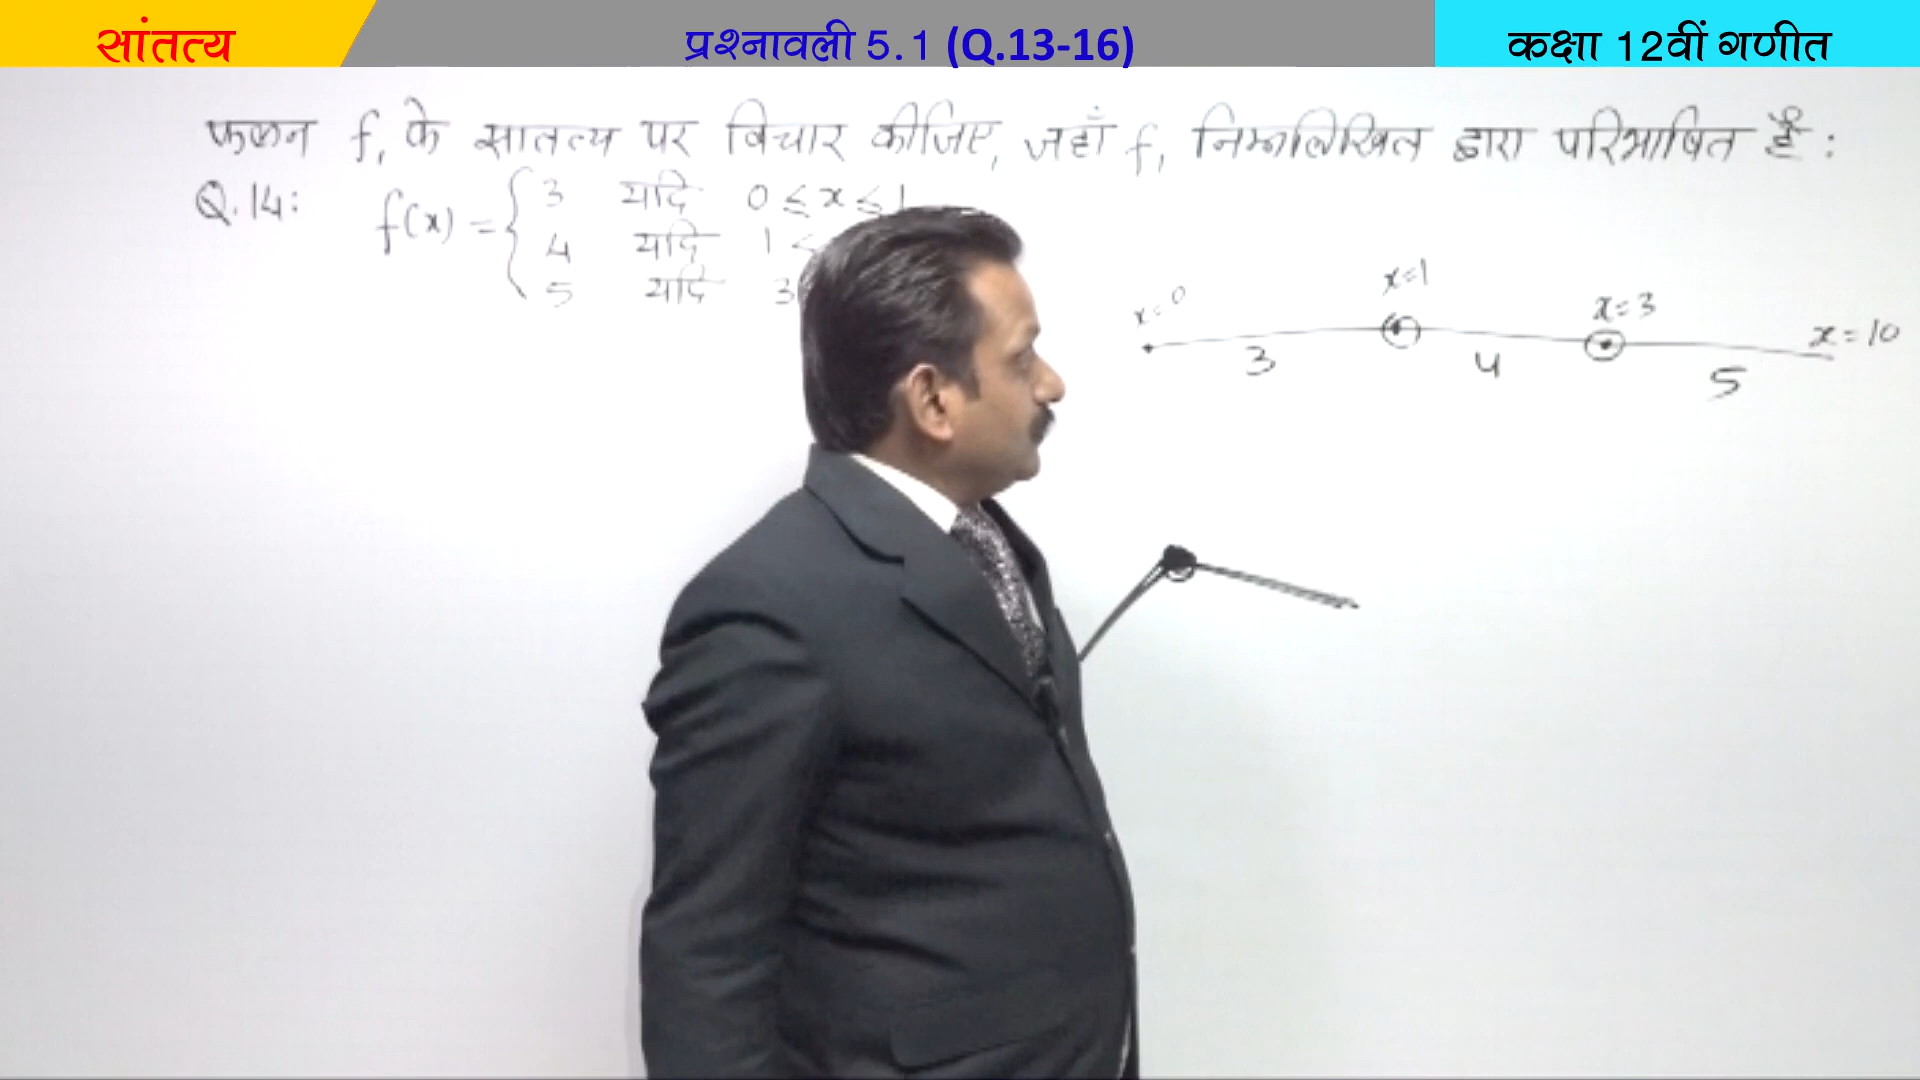 सांतत्य
प्रश्नावली 5.1 (Q.13-16)
कक्षा 12वीं गणीत
फलन f, के सातत्य पर विचार कीजिए, जहाँ f, निम्नलिखित द्वारा परिभाषित है :
Q.14: f(x) = { 3 यदि 0 ≤ x ≤ 1
4 यदि 1 <
5 यदि 3
x=0 x=1 x=3 x=10
3 4 5